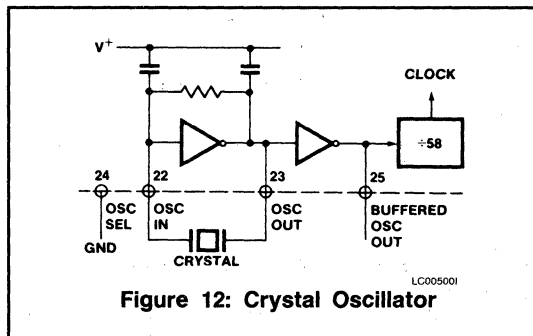 V+
CLOCK
÷58
24
22
23
25
OSC SEL
OSC IN
OSC OUT
BUFFERED OSC OUT
GND
CRYSTAL
LC00500I
Figure 12: Crystal Oscillator